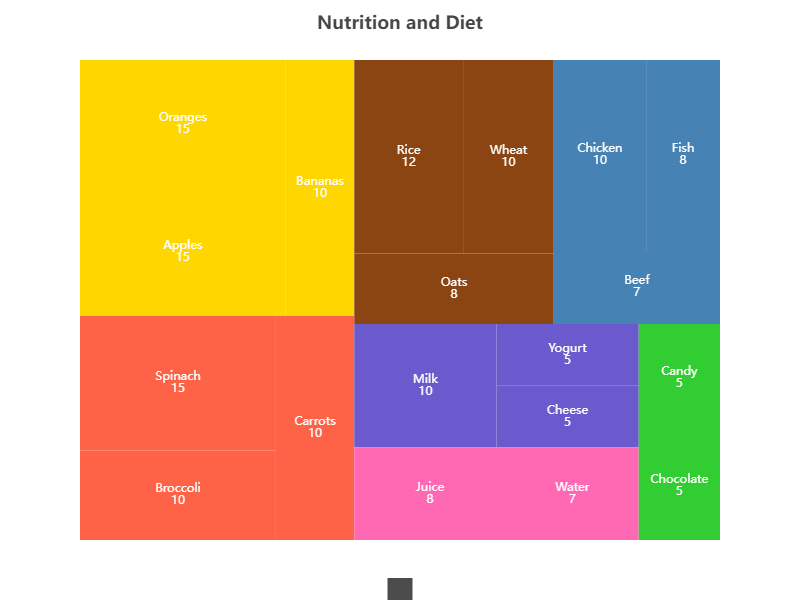 Nutrition and Diet
Oranges
15
Apples
15
Bananas
10
Rice
12
Wheat
10
Oats
8
Chicken
10
Fish
8
Beef
7
Spinach
15
Broccoli
10
Carrots
10
Milk
10
Yogurt
5
Cheese
5
Juice
8
Water
7
Candy
5
Chocolate
5